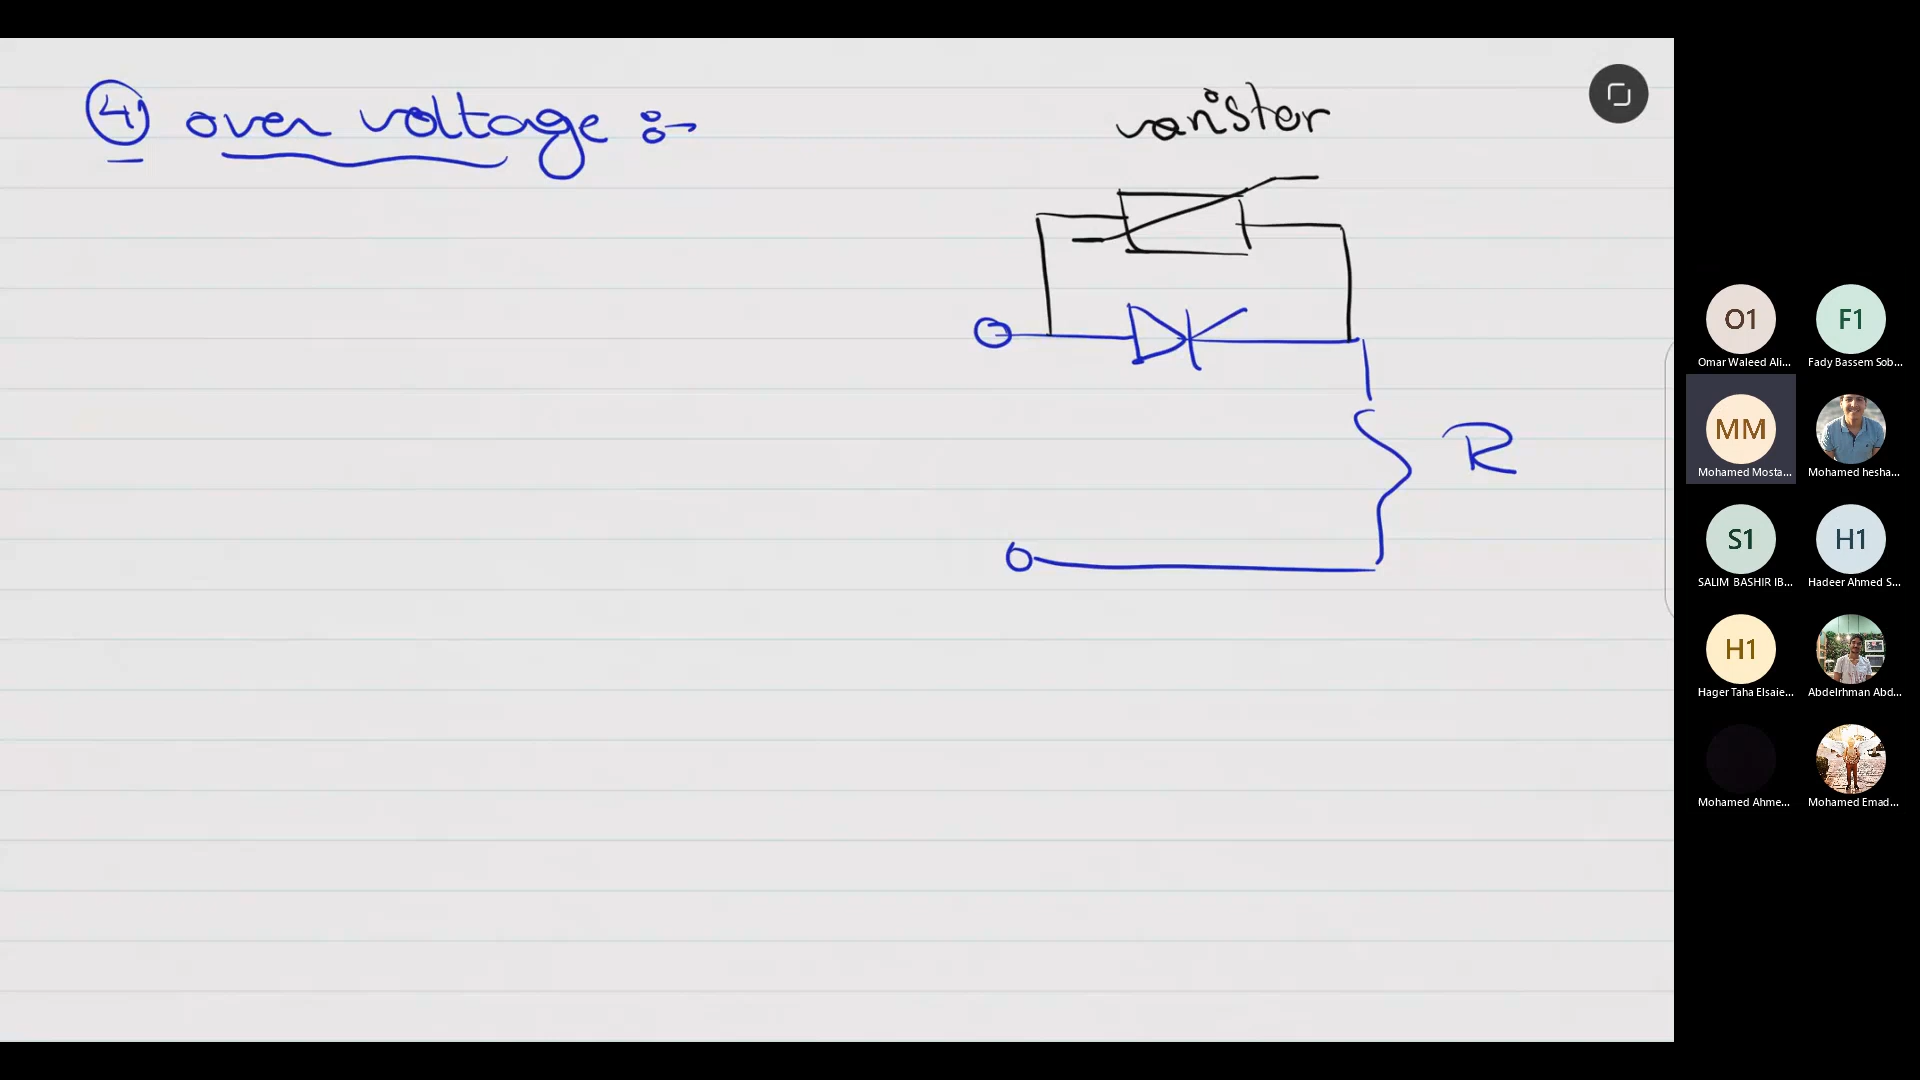 ④ over voltage :-
varistor
R
O1 F1
Omar Waleed Ali... Fady Bassem Sob...
MM
Mohamed Mosta... Mohamed hesha...
S1 H1
SALIM BASHIR IB... Hadeer Ahmed S...
H1
Hager Taha Elsaie... Abdelrhman Abd...
Mohamed Ahme... Mohamed Emad...